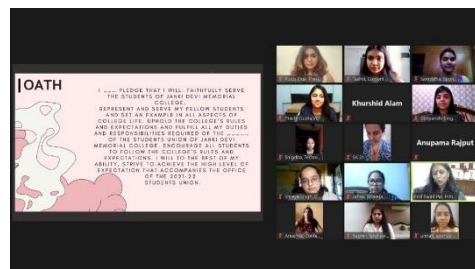 OATH
I ___ PLEDGE THAT I WILL: FAITHFULLY SERVE
THE STUDENTS OF JANKI DEVI MEMORIAL
COLLEGE.
REPRESENT AND SERVE MY FELLOW STUDENTS
AND SET AN EXAMPLE IN ALL ASPECTS OF
COLLEGE LIFE. UPHOLD THE COLLEGE'S RULES
AND EXPECTATIONS AND FULFILL ALL MY DUTIES
AND RESPONSIBILITIES REQUIRED OF THE _____
OF THE STUDENTS UNION OF JANKI DEVI
MEMORIAL COLLEGE. ENCOURAGE ALL STUDENTS
TO FOLLOW THE COLLEGE'S RULES AND
EXPECTATIONS. I WILL TO THE BEST OF MY
ABILITY, STRIVE TO ACHIEVE THE HIGH LEVEL OF
EXPECTATION THAT ACCOMPANIES THE OFFICE
OF THE 2021-22
STUDENTS UNION.
Khurshid Alam
Anupama Rajput